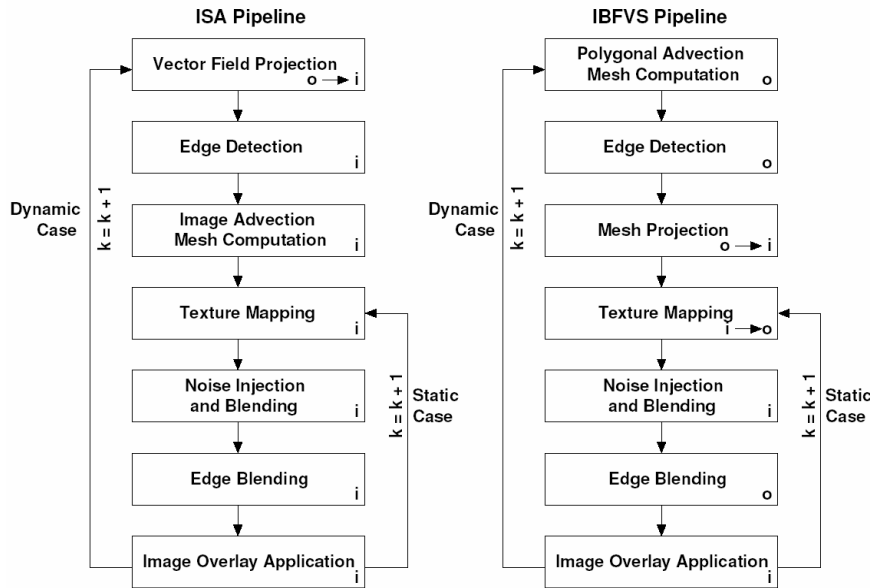 ISA Pipeline
Vector Field Projection
o i
Edge Detection
i
Image Advection
Mesh Computation
i
Texture Mapping
i
Noise Injection
and Blending
i
Edge Blending
i
Image Overlay Application
i
Dynamic
Case
k = k + 1
Static
Case
k = k + 1
IBFVS Pipeline
Polygonal Advection
Mesh Computation
o
Edge Detection
o
Mesh Projection
o i
Texture Mapping
i o
Noise Injection
and Blending
i
Edge Blending
o
Image Overlay Application
i
Dynamic
Case
k = k + 1
Static
Case
k = k + 1